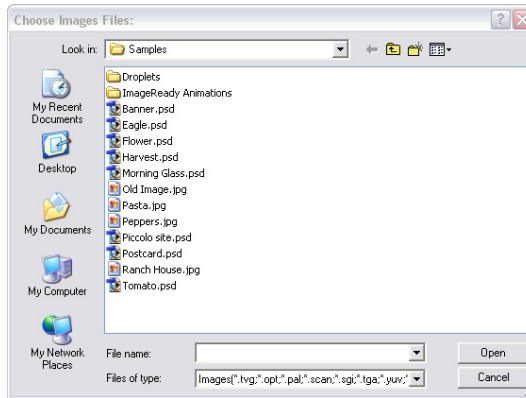 Choose Images Files:
Look in:
Samples
My Recent
Documents
Desktop
My Documents
My Computer
My Network
Places
Droplets
ImageReady Animations
Banner.psd
Eagle.psd
Flower.psd
Harvest.psd
Morning Glass.psd
Old Image.jpg
Pasta.jpg
Peppers.jpg
Piccolo site.psd
Postcard.psd
Ranch House.jpg
Tomato.psd
File name:
Open
Files of type:
Images(*.tvg;*.opt;*.pal;*.scan;*.sgi;*.tga;*.yuv;*
Cancel